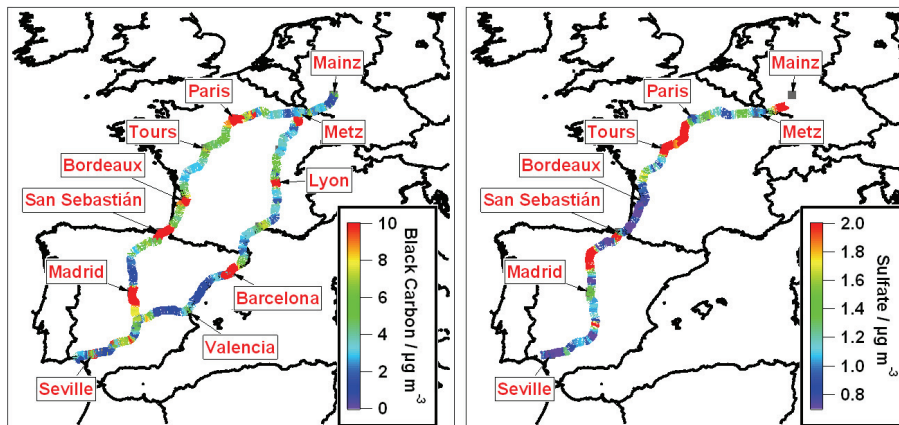 Mainz
Paris
Tours
Metz
Bordeaux
Lyon
San Sebastián
Madrid
Barcelona
Valencia
Seville
10
8
6
4
2
0
Black Carbon / µg m⁻³
Mainz
Paris
Tours
Metz
Bordeaux
San Sebastián
Madrid
Seville
2.0
1.8
1.6
1.4
1.2
1.0
0.8
Sulfate / µg m⁻³